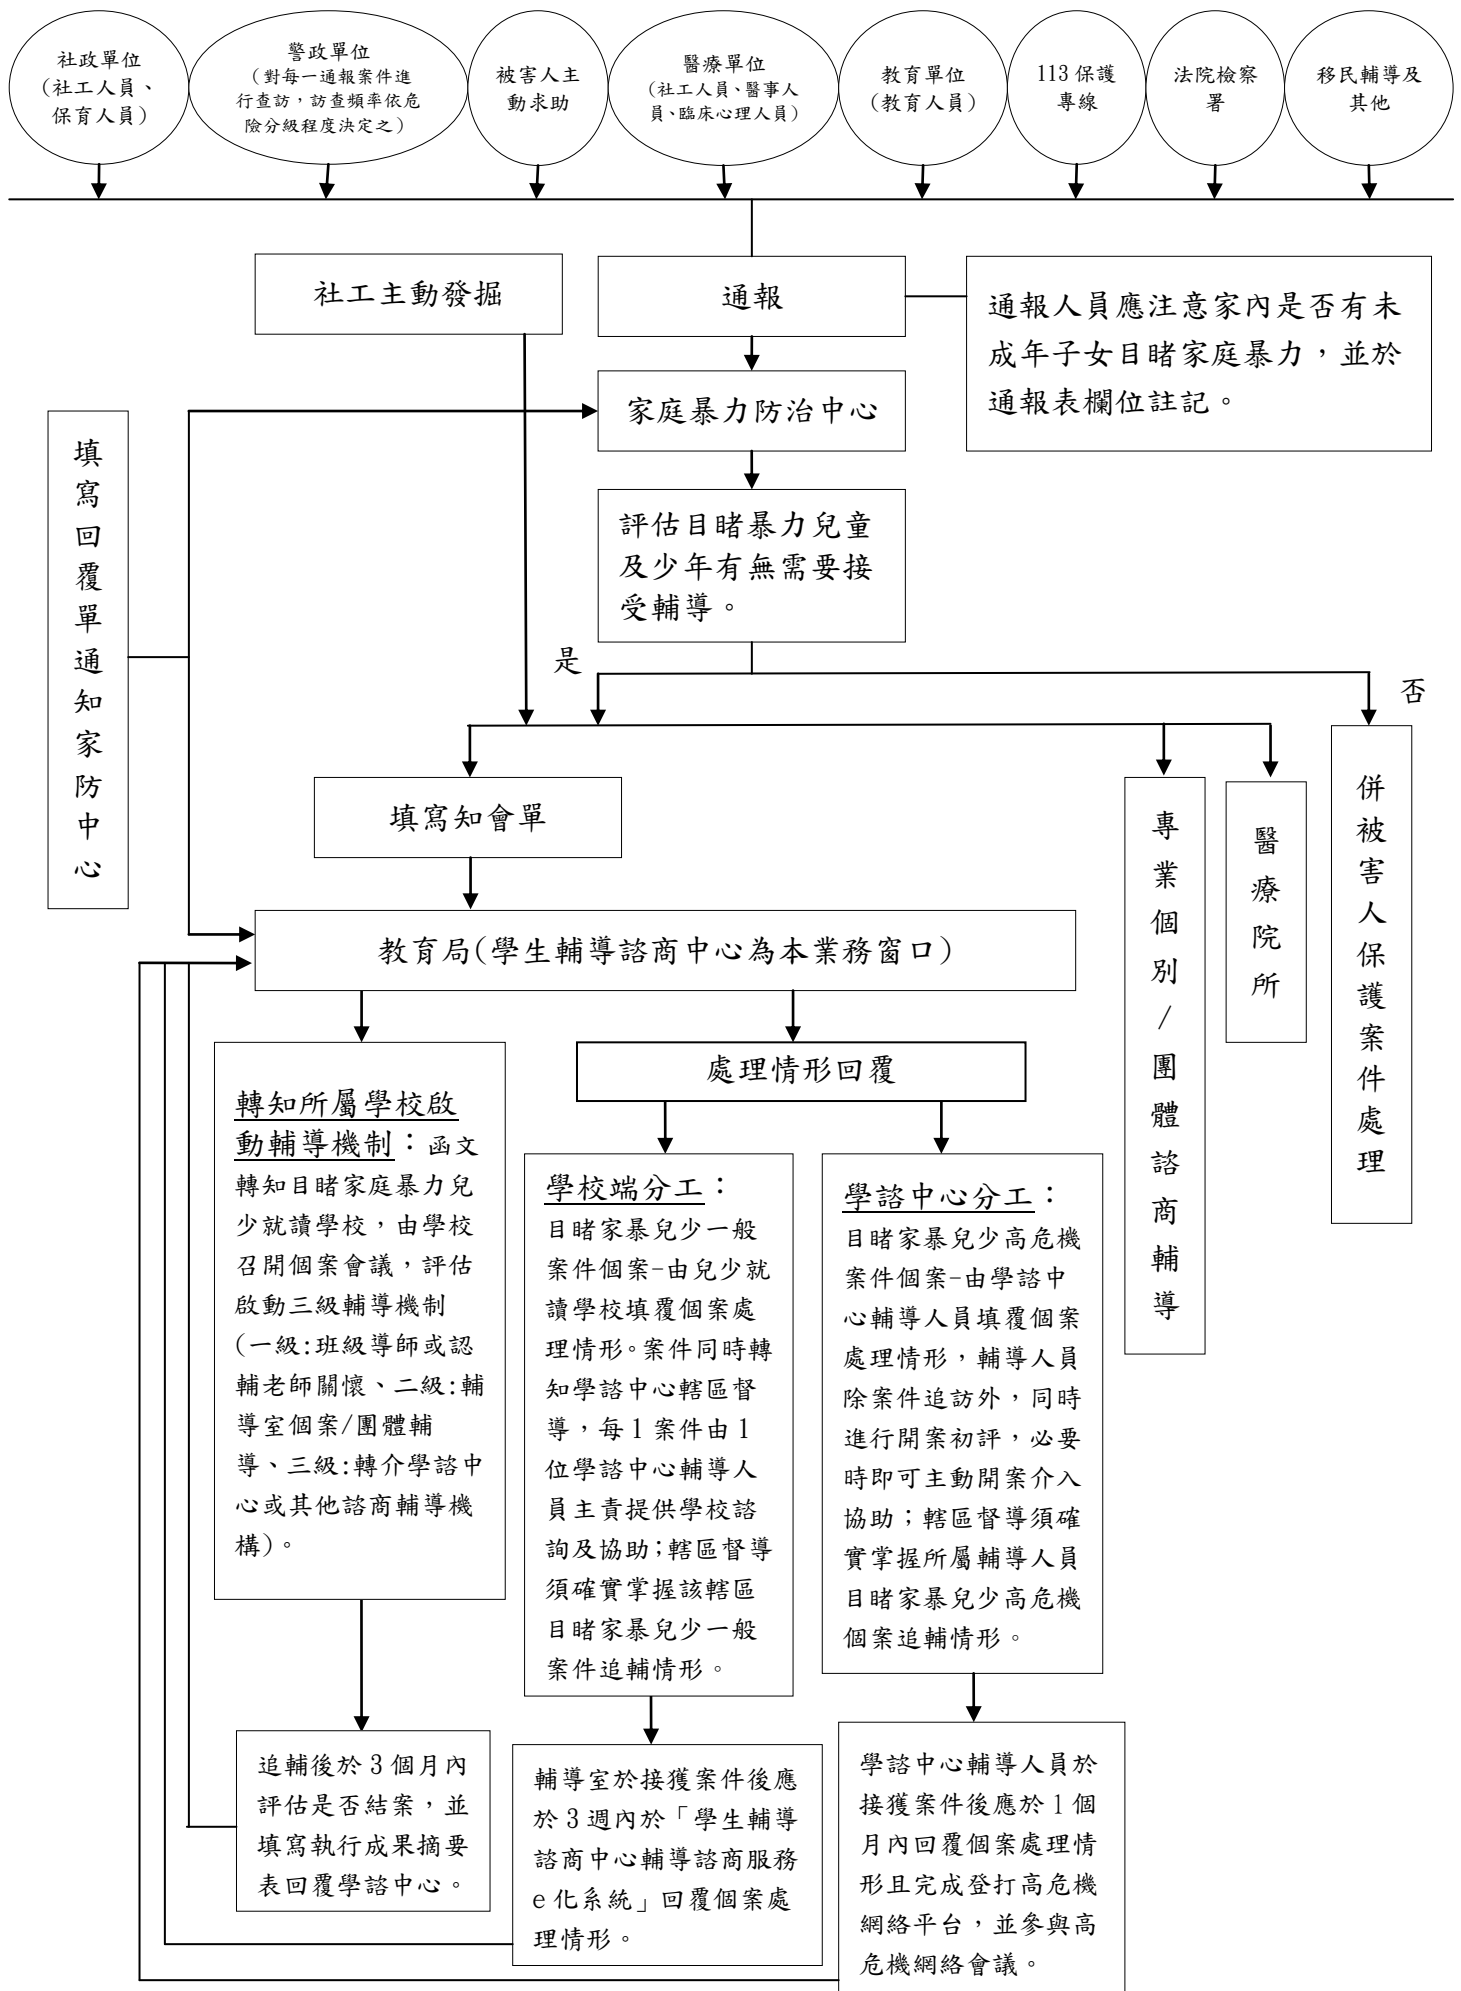 社政單位
(社工人員、
保育人員)
警政單位
(對每一通報案件進
行查訪，訪查頻率依危
險分級程度決定之)
被害人主
動求助
醫療單位
(社工人員、醫事人
員、臨床心理人員)
教育單位
(教育人員)
113 保護
專線
法院檢察
署
移民輔導及
其他
社工主動發掘
通報
通報人員應注意家內是否有未
成年子女目睹家庭暴力，並於
通報表欄位註記。
家庭暴力防治中心
填寫回覆單通知家防中心
評估目睹暴力兒童
及少年有無需要接
受輔導。
是
否
填寫知會單
專業個別/團體諮商輔導
醫療院所
併被害人保護案件處理
教育局(學生輔導諮商中心為本業務窗口)
轉知所屬學校啟
動輔導機制：函文
轉知目睹家庭暴力兒
少就讀學校，由學校
召開個案會議，評估
啟動三級輔導機制
(一級:班級導師或認
輔老師關懷、二級:輔
導室個案/團體輔
導、三級:轉介學諮中
心或其他諮商輔導機
構)。
處理情形回覆
學校端分工：
目睹家暴兒少一般
案件個案-由兒少就
讀學校填覆個案處
理情形。案件同時轉
知學諮中心轄區督
導，每 1 案件由 1
位學諮中心輔導人
員主責提供學校諮
詢及協助;轄區督導
須確實掌握該轄區
目睹家暴兒少一般
案件追輔情形。
學諮中心分工：
目睹家暴兒少高危機
案件個案-由學諮中
心輔導人員填覆個案
處理情形，輔導人員
除案件追訪外，同時
進行開案初評，必要
時即可主動開案介入
協助；轄區督導須確
實掌握所屬輔導人員
目睹家暴兒少高危機
個案追輔情形。
追輔後於 3 個月內
評估是否結案，並
填寫執行成果摘要
表回覆學諮中心。
輔導室於接獲案件後應
於 3 週內於「學生輔導
諮商中心輔導諮商服務
e 化系統」回覆個案處
理情形。
學諮中心輔導人員於
接獲案件後應於 1 個
月內回覆個案處理情
形且完成登打高危機
網絡平台，並參與高
危機網絡會議。